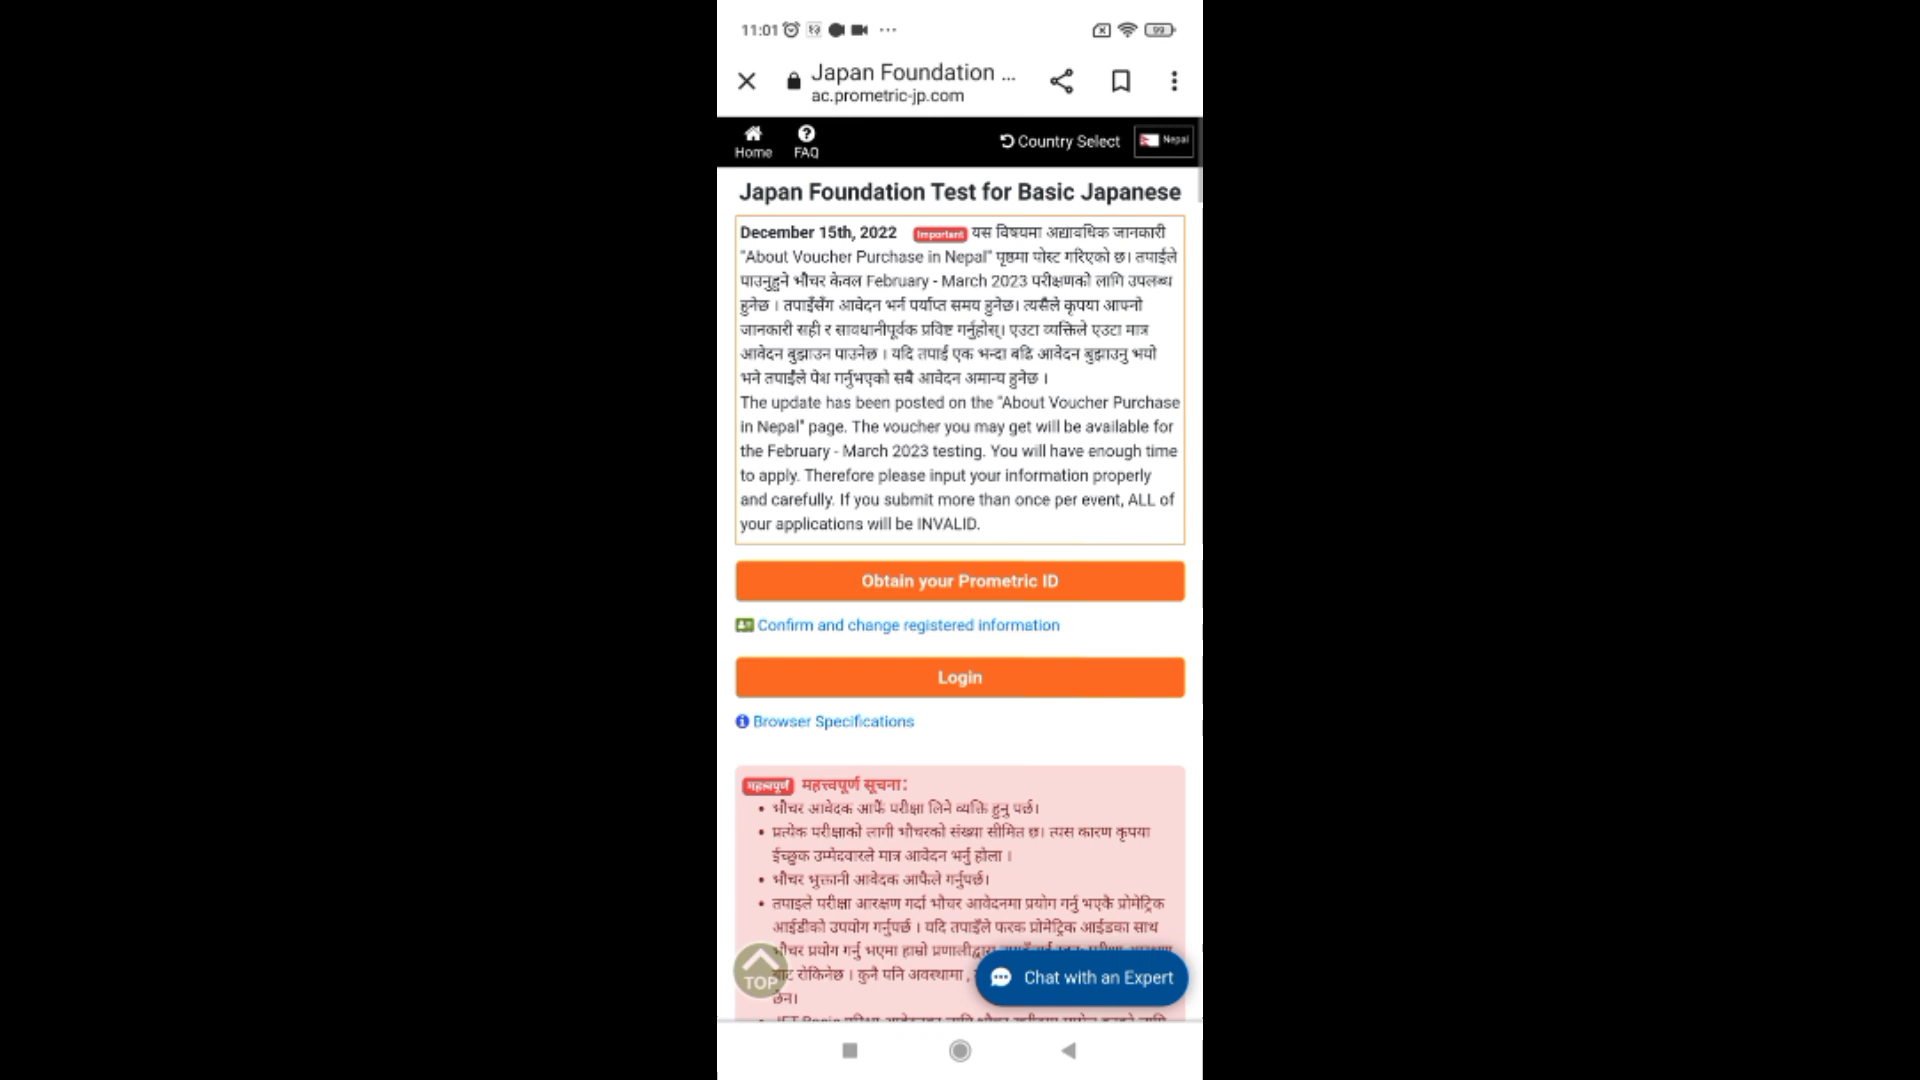 11:01
99
Japan Foundation ...
ac.prometric-jp.com
Home
FAQ
Country Select
Nepal
Japan Foundation Test for Basic Japanese
December 15th, 2022 Important यस विषयमा अद्यावधिक जानकारी
"About Voucher Purchase in Nepal" पृष्ठमा पोस्ट गरिएको छ। तपाईंले
पाउनुहुने भौचर केवल February - March 2023 परीक्षणको लागि उपलब्ध
हुनेछ । तपाईंसँग आवेदन भर्न पर्याप्त समय हुनेछ। त्यसैले कृपया आफ्नो
जानकारी सही र सावधानीपूर्वक प्रविष्ट गर्नुहोस्। एउटा व्यक्तिले एउटा मात्र
आवेदन बुझाउन पाउनेछ । यदि तपाई एक भन्दा बढि आवेदन बुझाउनु भयो
भने तपाईंले पेश गर्नुभएको सबै आवेदन अमान्य हुनेछ ।
The update has been posted on the "About Voucher Purchase
in Nepal" page. The voucher you may get will be available for
the February - March 2023 testing. You will have enough time
to apply. Therefore please input your information properly
and carefully. If you submit more than once per event, ALL of
your applications will be INVALID.
Obtain your Prometric ID
Confirm and change registered information
Login
Browser Specifications
महत्त्वपूर्ण महत्त्वपूर्ण सूचना:
• भौचर आवेदक आफैं परीक्षा लिने व्यक्ति हुनु पर्छ।
• प्रत्येक परीक्षाको लागी भौचरको संख्या सीमित छ। त्यस कारण कृपया
ईच्छुक उम्मेदवारले मात्र आवेदन भर्नु होला ।
• भौचर भुक्तानी आवेदक आफैले गर्नुपर्छ।
• तपाइले परीक्षा आरक्षण गर्दा भौचर आवेदनमा प्रयोग गर्नु भएकै प्रोमेट्रिक
आईडीको उपयोग गर्नुपर्छ । यदि तपाईँले फरक प्रोमेट्रिक आईडका साथ
भौचर प्रयोग गर्नु भएमा हाम्रो प्रणालीद्वारा
बाट रोकिनेछ । कुनै पनि अवस्थामा ,
छैन।
TOP
Chat with an Expert